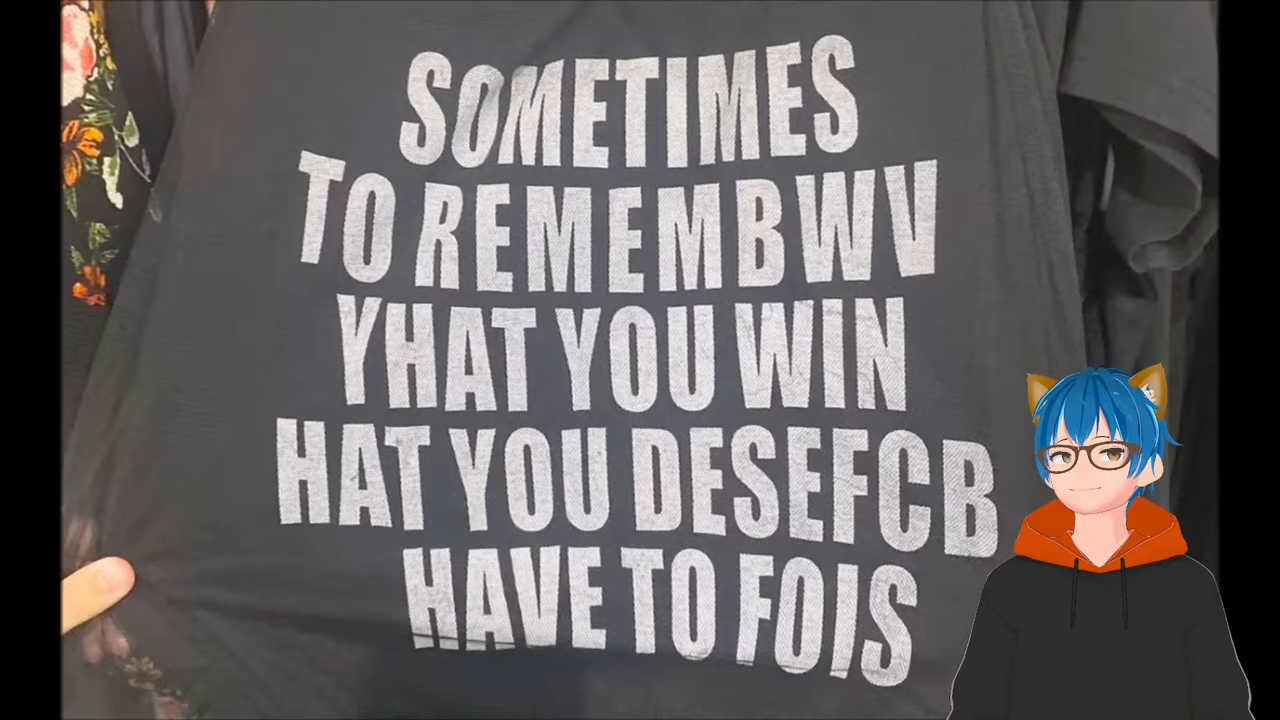 SOMETIMES
TO REMEMBWV
YHAT YOU WIN
HAT YOU DESEFCB
HAVE TO FOIS